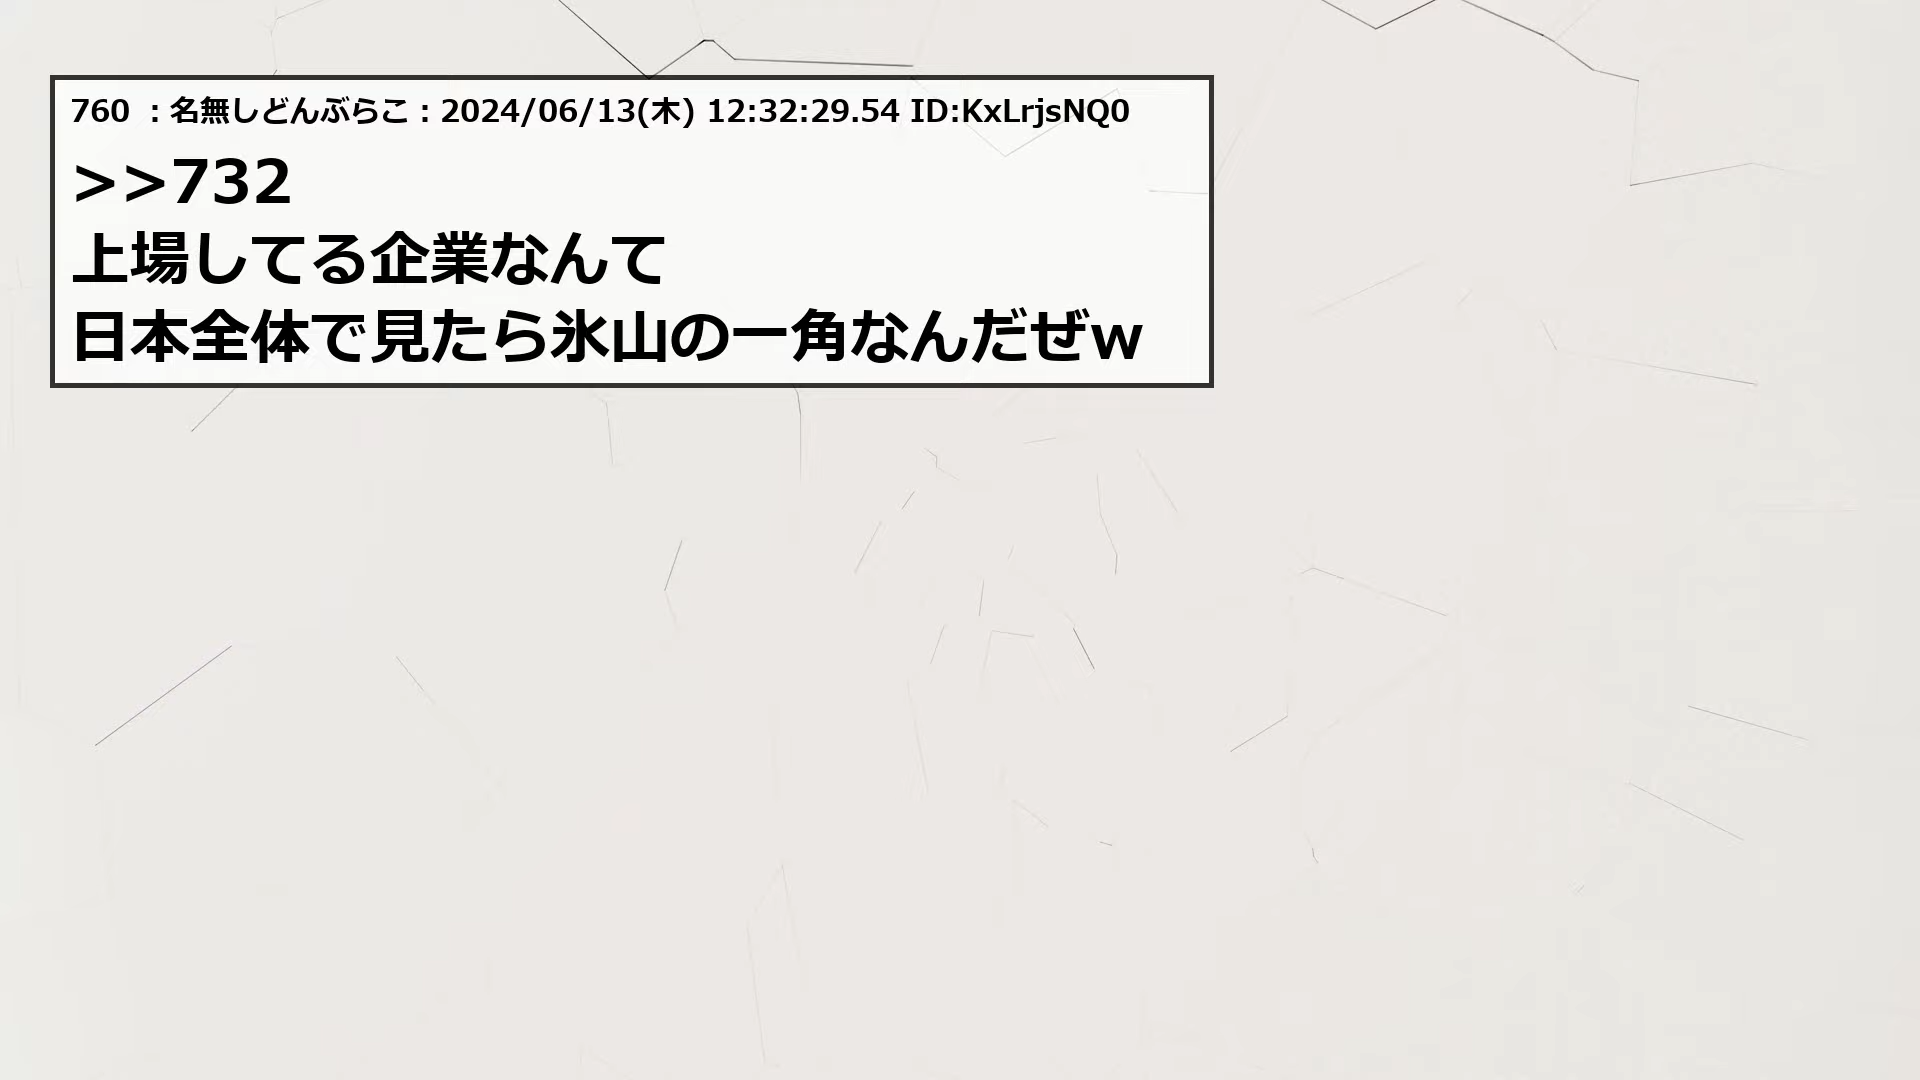 760 ：名無しどんぶらこ：2024/06/13(木) 12:32:29.54 ID:KxLrjsNQ0
>>732
上場してる企業なんて
日本全体で見たら氷山の一角なんだぜw